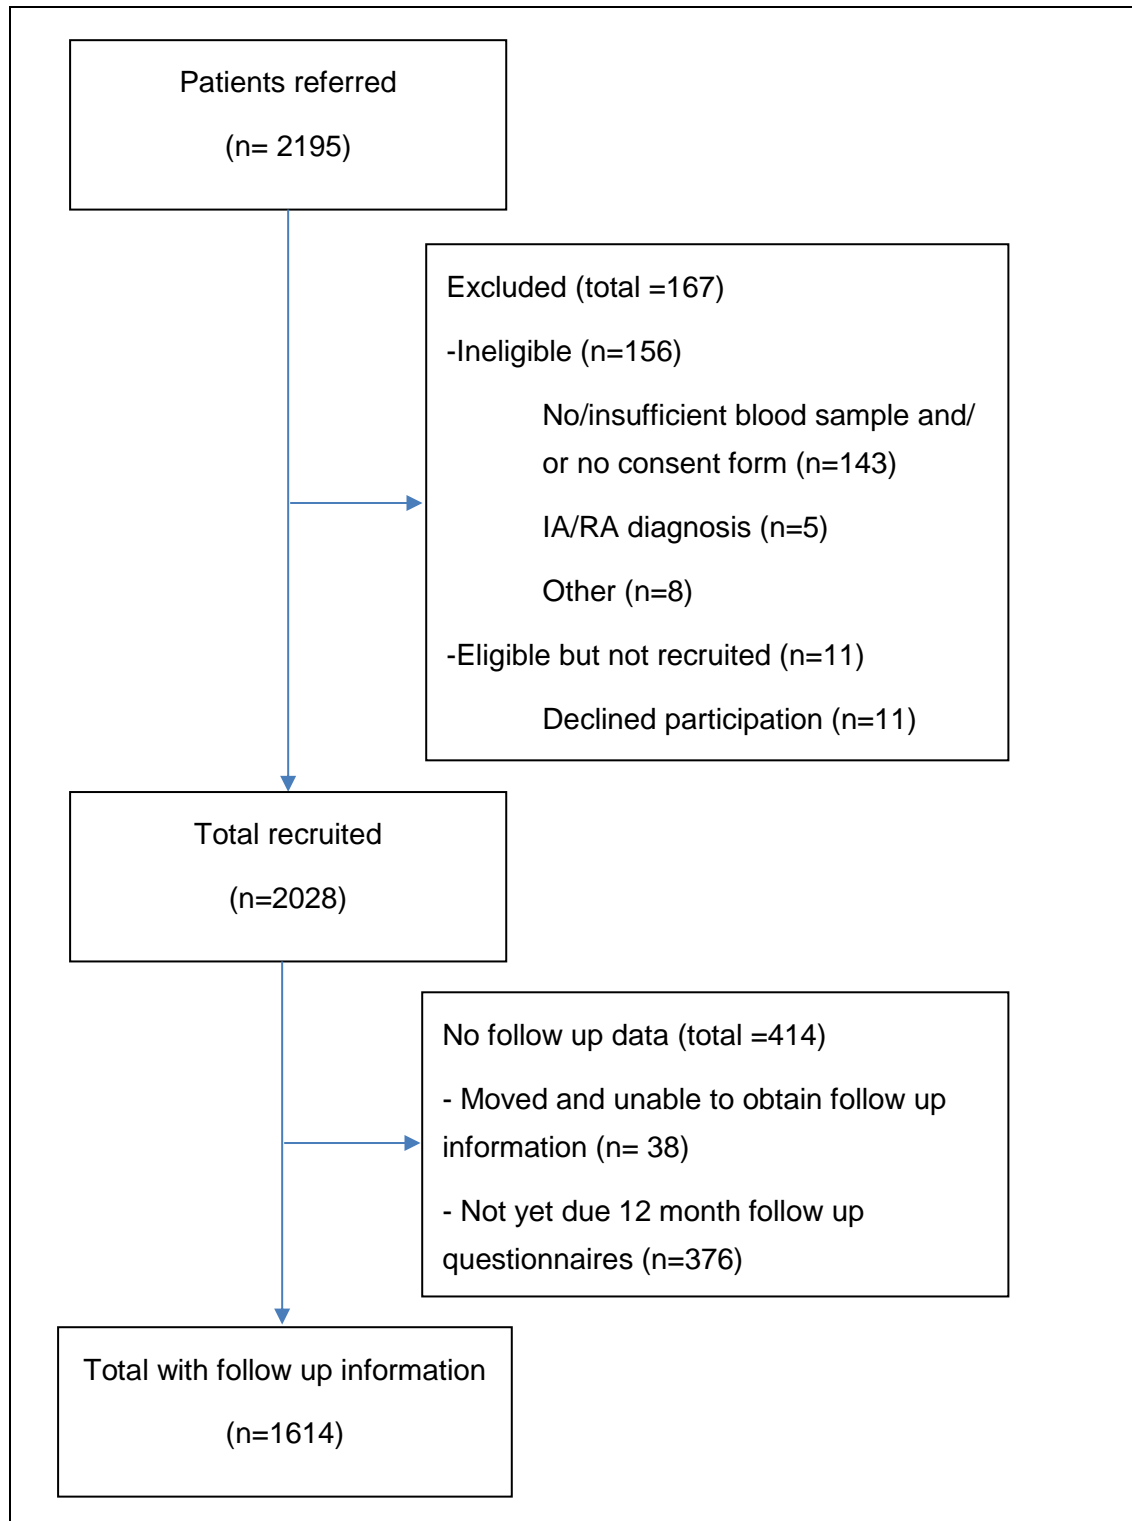 Patients referred
(n= 2195)
Excluded (total =167)
-Ineligible (n=156)
No/insufficient blood sample and/
or no consent form (n=143)
IA/RA diagnosis (n=5)
Other (n=8)
-Eligible but not recruited (n=11)
Declined participation (n=11)
Total recruited
(n=2028)
No follow up data (total =414)
- Moved and unable to obtain follow up
information (n= 38)
- Not yet due 12 month follow up
questionnaires (n=376)
Total with follow up information
(n=1614)